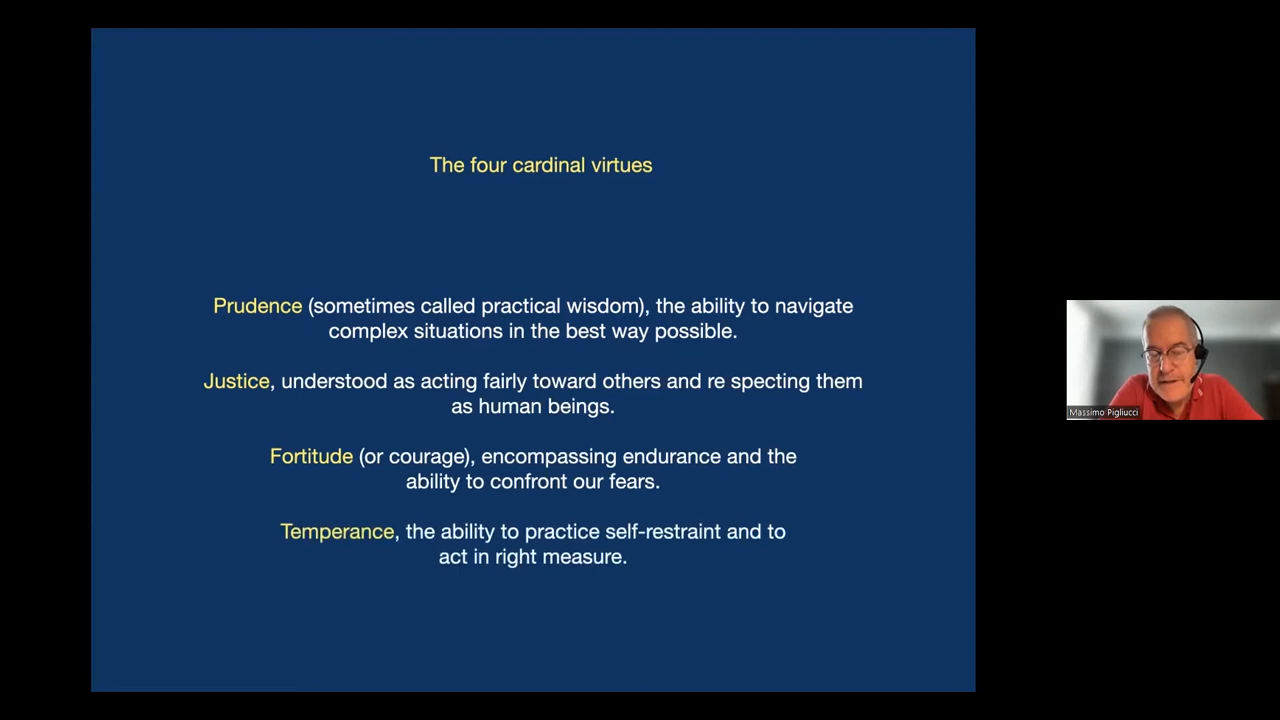 The four cardinal virtues
Prudence (sometimes called practical wisdom), the ability to navigate
complex situations in the best way possible.
Justice, understood as acting fairly toward others and re specting them
as human beings.
Fortitude (or courage), encompassing endurance and the
ability to confront our fears.
Temperance, the ability to practice self-restraint and to
act in right measure.
Massimo Pigliucci